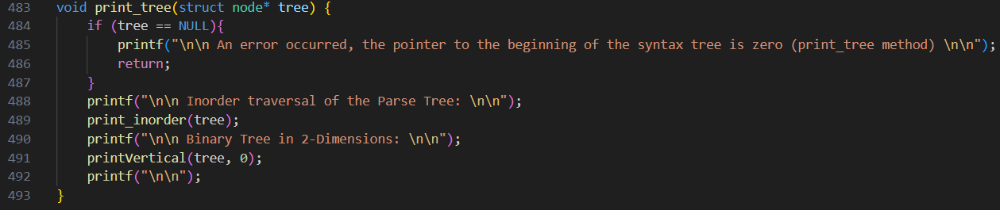 483 void print_tree(struct node* tree) {
484     if (tree == NULL){
485         printf("\n\n An error occurred, the pointer to the beginning of the syntax tree is zero (print_tree method) \n\n");
486         return;
487     }
488     printf("\n\n Inorder traversal of the Parse Tree: \n\n");
489     print_inorder(tree);
490     printf("\n\n Binary Tree in 2-Dimensions: \n\n");
491     printVertical(tree, 0);
492     printf("\n\n");
493 }